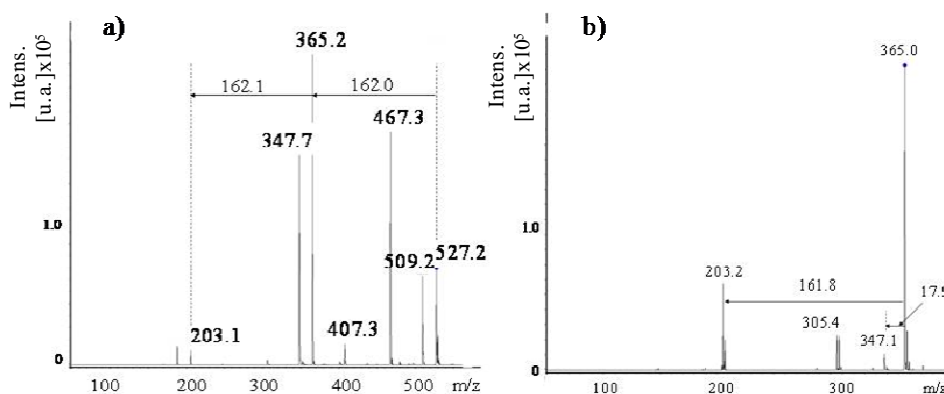 a)
Intens.
[u.a.]x10⁵
365.2
162.1
162.0
467.3
347.7
1.0
509.2
527.2
203.1
407.3
0
100 200 300 400 500 m/z
b)
Intens.
[u.a.]x10⁵
365.0
1.0
203.2
161.8
17.9
305.4
347.1
0
100 200 300 m/z